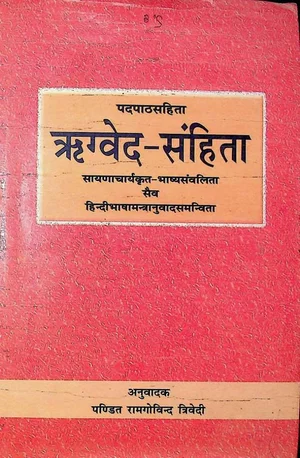 पदपाठसहिता
ऋग्वेद-संहिता
सायणाचार्यकृत-भाष्यसंवलिता
सैव
हिन्दीभाषामन्त्रानुवादसमन्विता
अनुवादक
पण्डित रामगोविन्द त्रिवेदी